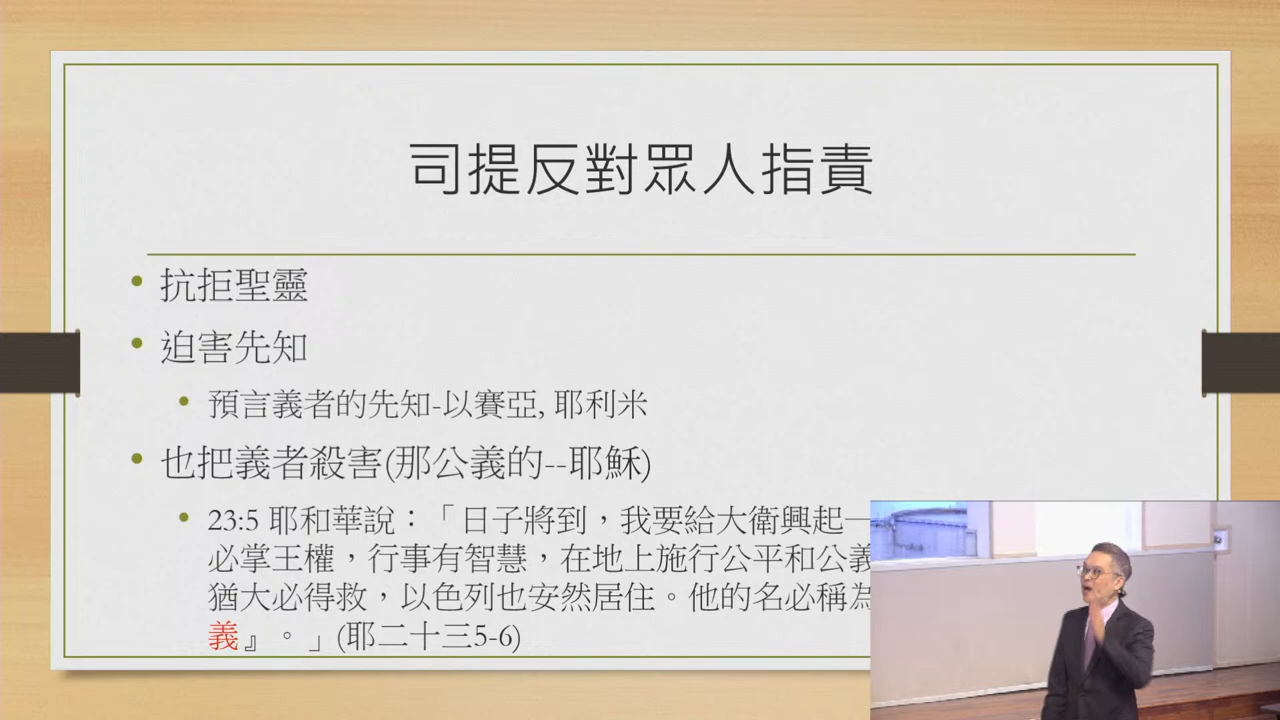 司提反對眾人指責
• 抗拒聖靈
• 迫害先知
• 預言義者的先知-以賽亞, 耶利米
• 也把義者殺害(那公義的--耶穌)
• 23:5 耶和華說：「日子將到，我要給大衛興起一
必掌王權，行事有智慧，在地上施行公平和公義
猶大必得救，以色列也安然居住。他的名必稱為
義』。」(耶二十三5-6)